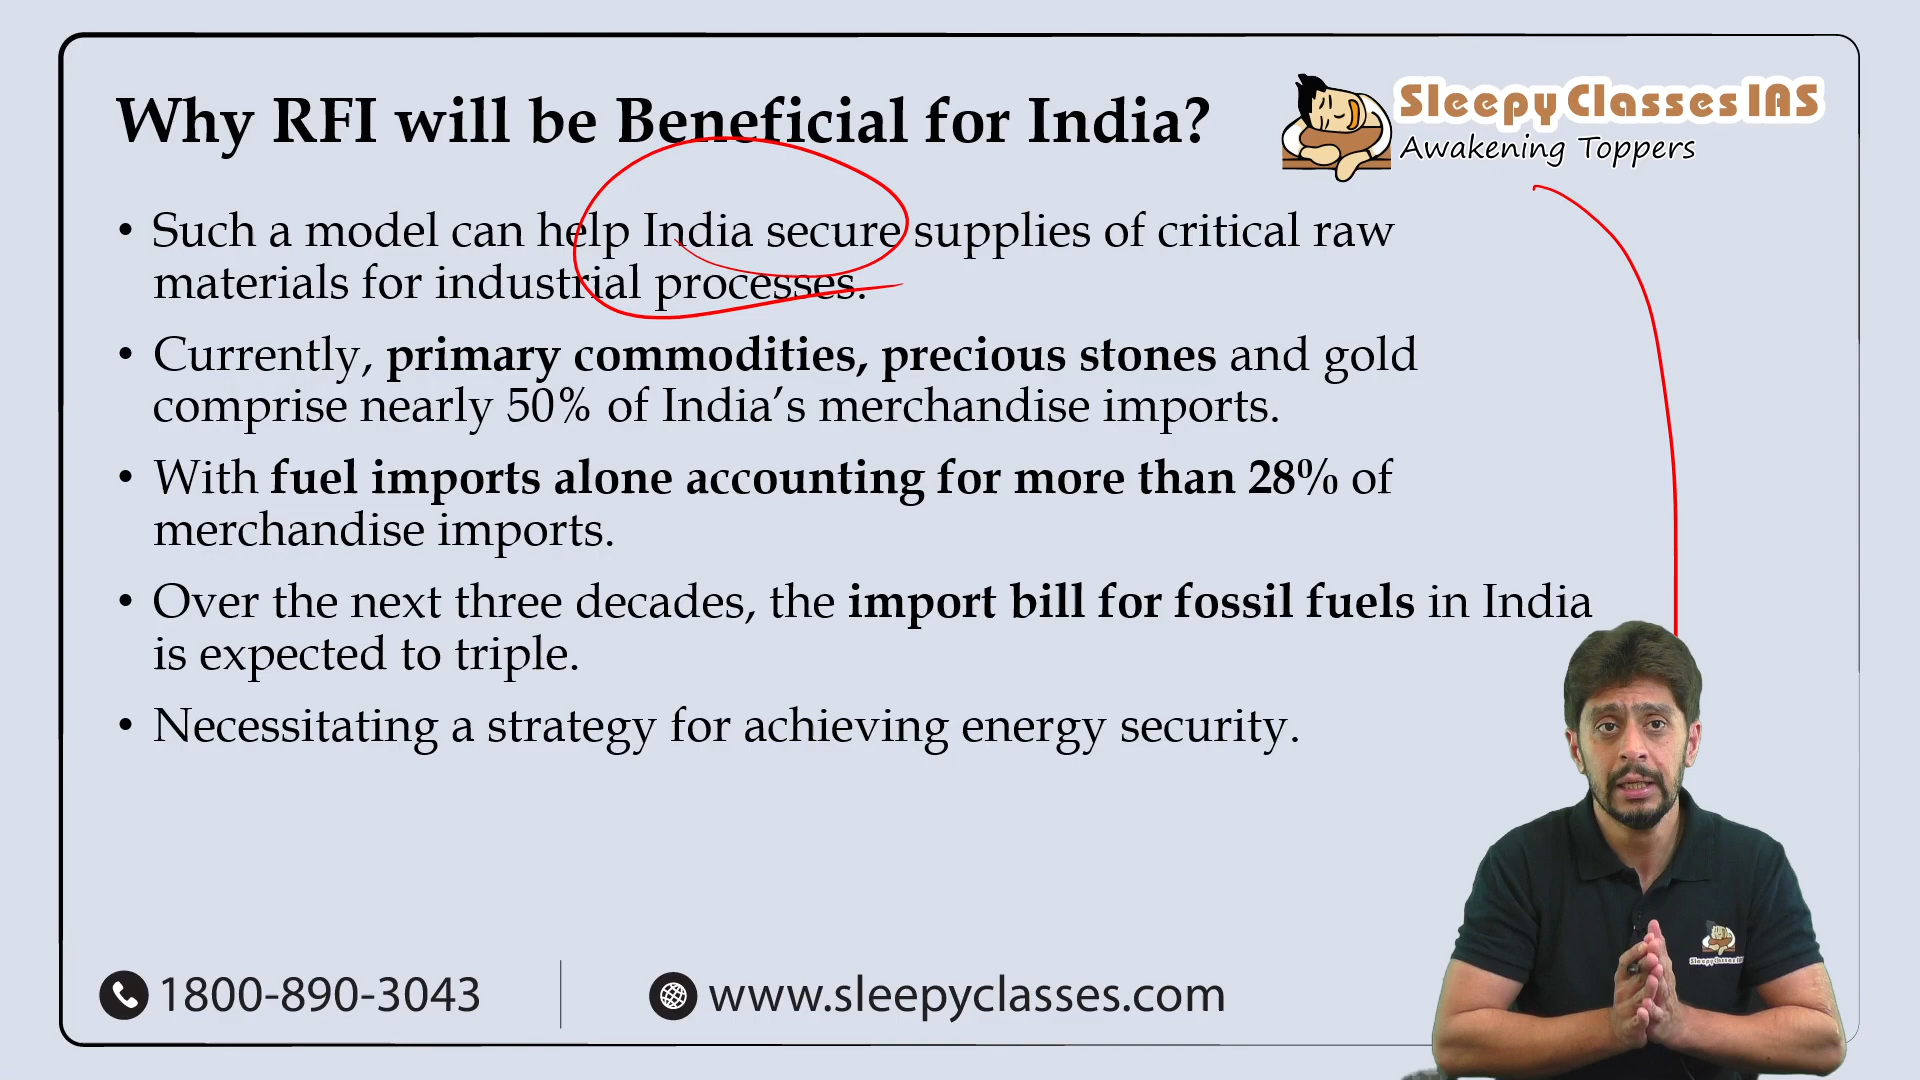 Why RFI will be Beneficial for India?
Sleepy Classes IAS
Awakening Toppers
• Such a model can help India secure supplies of critical raw
materials for industrial processes.
• Currently, primary commodities, precious stones and gold
comprise nearly 50% of India’s merchandise imports.
• With fuel imports alone accounting for more than 28% of
merchandise imports.
• Over the next three decades, the import bill for fossil fuels in India
is expected to triple.
• Necessitating a strategy for achieving energy security.
1800-890-3043
www.sleepyclasses.com